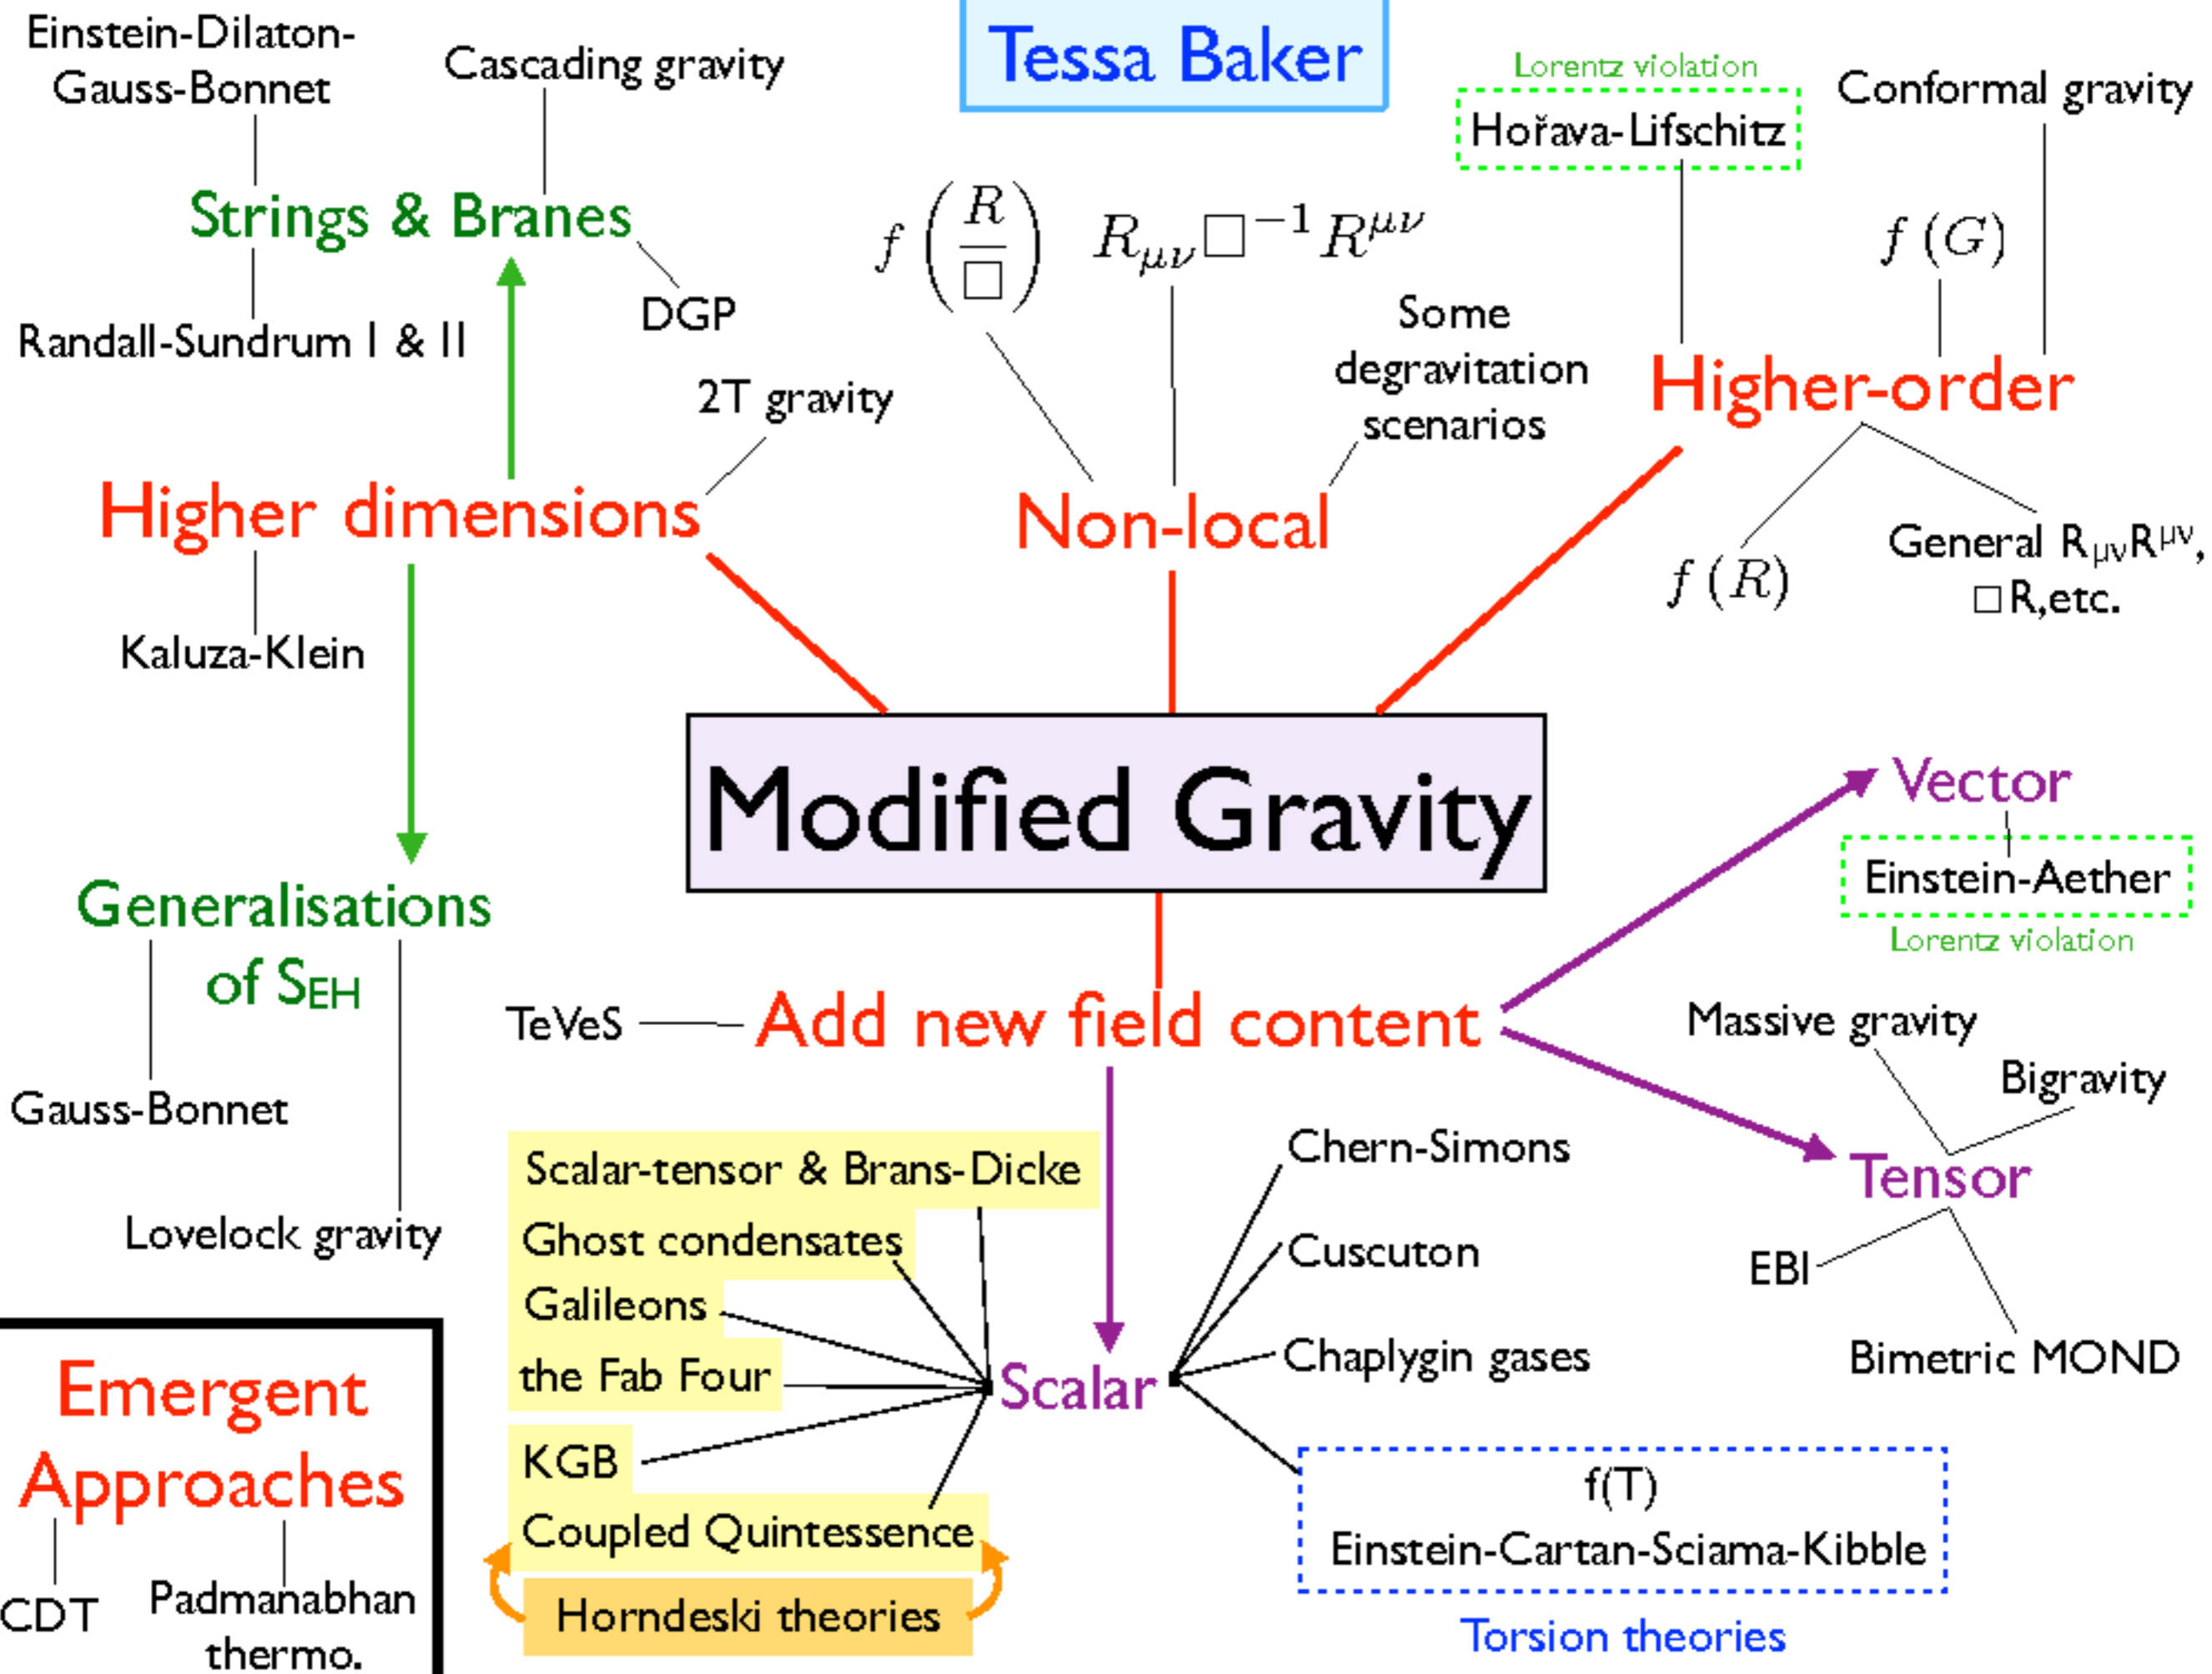 Tessa Baker
Einstein-Dilaton-
Gauss-Bonnet
Cascading gravity
Strings & Branes
Randall-Sundrum I & II
DGP
2T gravity
Higher dimensions
Kaluza-Klein
Generalisations
of S_EH
Gauss-Bonnet
Lovelock gravity
f(R/□)
R_μν □⁻¹ R^μν
Some
degravitation
scenarios
Non-local
Lorentz violation
Hořava-Lifschitz
Conformal gravity
f(G)
Higher-order
f(R)
General R_μν R^μν,
□R,etc.
Modified Gravity
Vector
Einstein-Aether
Lorentz violation
TeVeS
Add new field content
Massive gravity
Bigravity
Tensor
EBI
Bimetric MOND
Scalar-tensor & Brans-Dicke
Ghost condensates
Galileons
the Fab Four
KGB
Coupled Quintessence
Horndeski theories
Scalar
Chern-Simons
Cuscuton
Chaplygin gases
f(T)
Einstein-Cartan-Sciama-Kibble
Torsion theories
Emergent
Approaches
CDT
Padmanabhan
thermo.